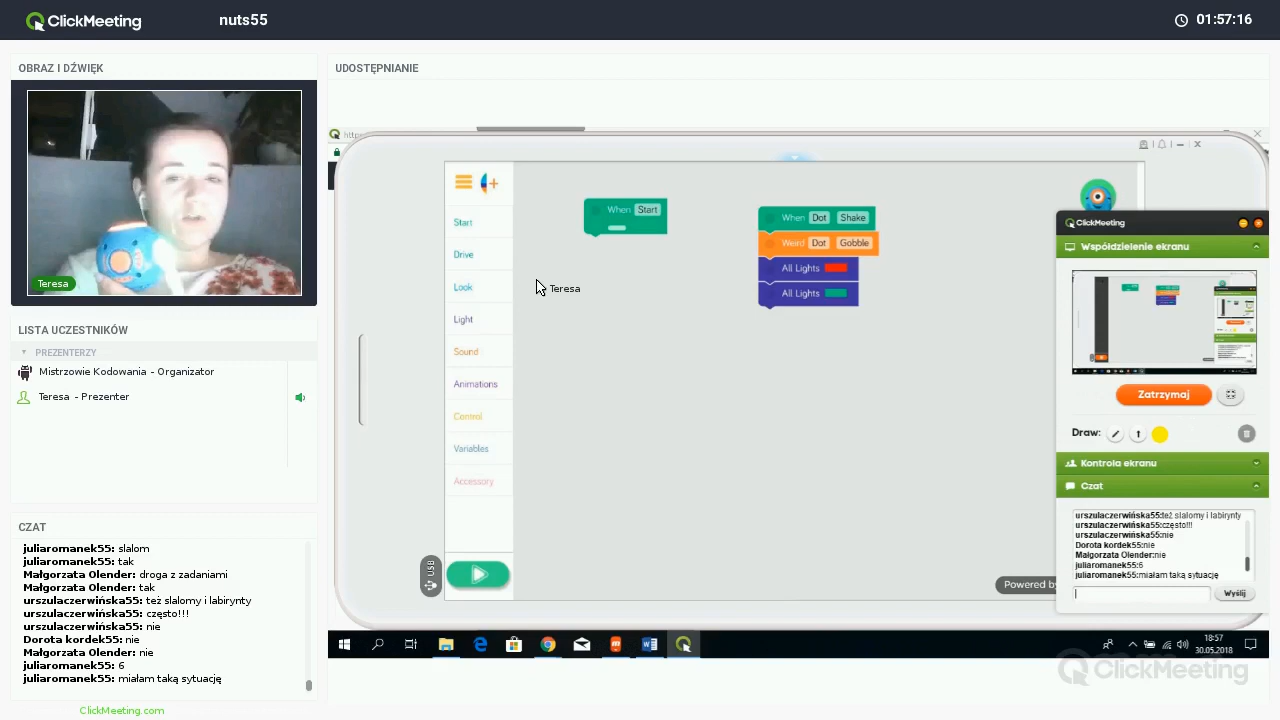 ClickMeeting
nuts55
01:57:16
OBRAZ I DŹWIĘK
Teresa
LISTA UCZESTNIKÓW
PREZENTERZY
Mistrzowie Kodowania - Organizator
Teresa - Prezenter
CZAT
juliaromanek55: slalom
juliaromanek55: tak
Małgorzata Olender: droga z zadaniami
Małgorzata Olender: tak
urszulaczerwińska55: też slalomy i labirynty
urszulaczerwińska55: często!!!
urszulaczerwińska55: nie
Dorota kordek55: nie
Małgorzata Olender: nie
juliaromanek55: 6
juliaromanek55: miałam taką sytuację
ClickMeeting.com
UDOSTĘPNIANIE
Start
Drive
Look
Light
Sound
Animations
Control
Variables
Accessory
When Start
Teresa
When Dot Shake
Weird Dot Gobble
All Lights
All Lights
USB
Powered by
ClickMeeting
Współdzielenie ekranu
Zatrzymaj
Draw:
Kontrola ekranu
Czat
urszulaczerwińska55:też slalomy i labirynty
urszulaczerwińska55:często!!!
urszulaczerwińska55:nie
Dorota kordek55:nie
Małgorzata Olender:nie
juliaromanek55:6
juliaromanek55:miałam taką sytuację
Wyślij
18:57
30.05.2018
ClickMeeting